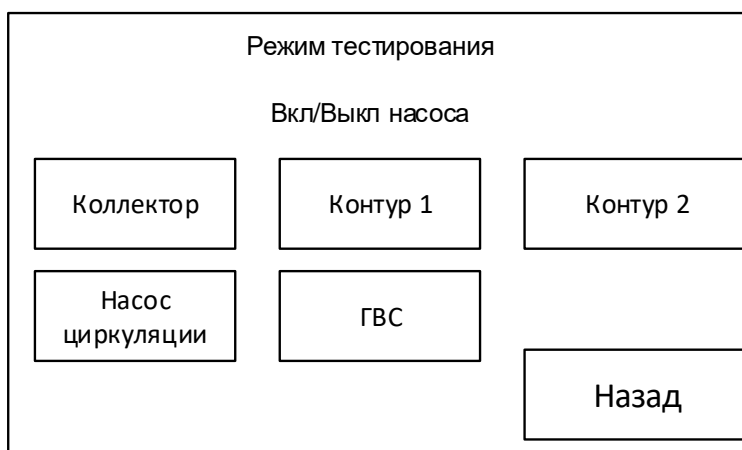 Режим тестирования
Вкл/Выкл насоса
Коллектор
Контур 1
Контур 2
Насос
циркуляции
ГВС
Назад